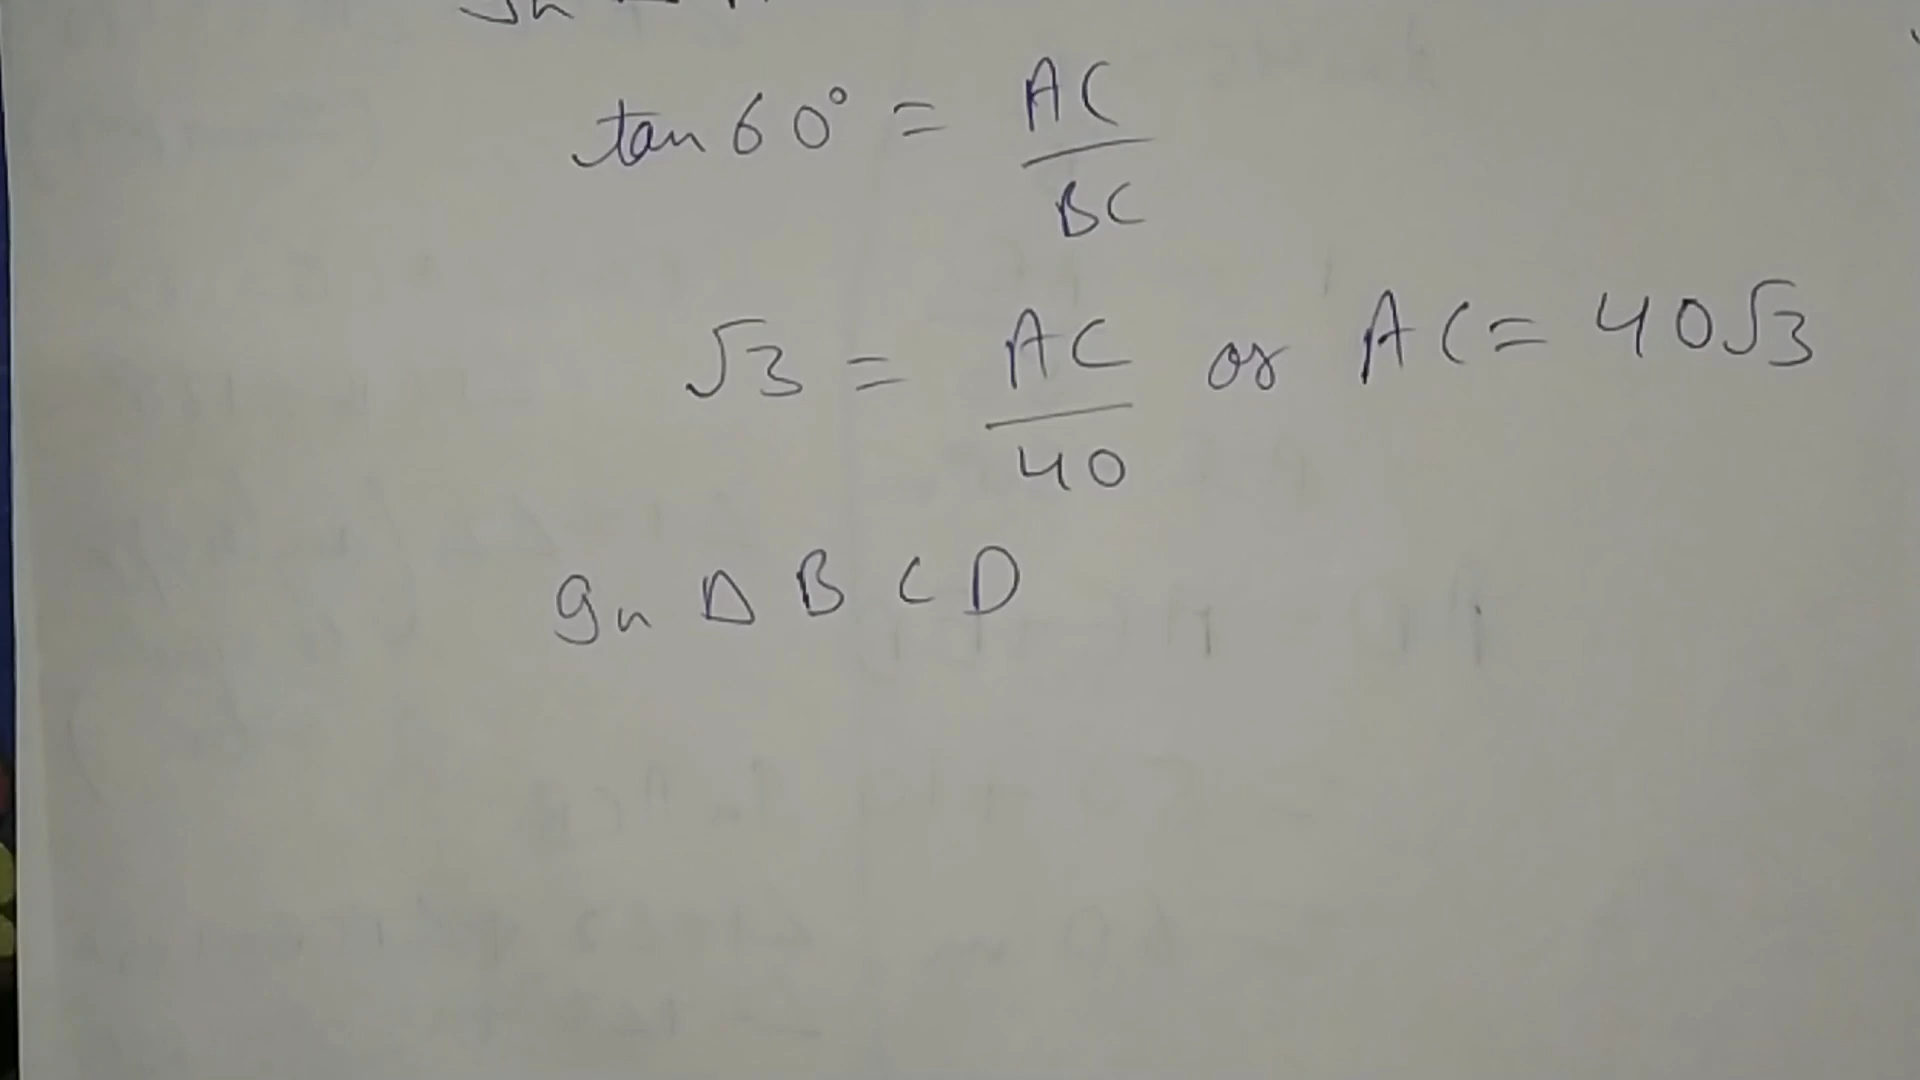 tan 60° = AC / BC
√3 = AC / 40 or AC = 40√3
In Δ BCD